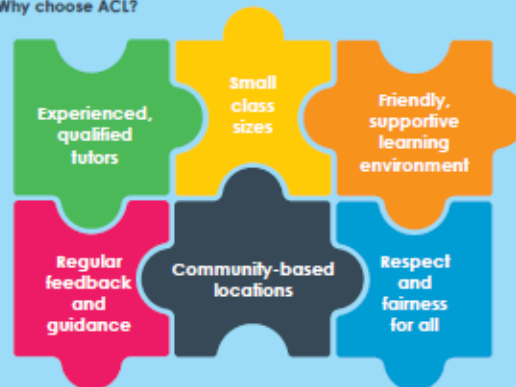 Why choose ACL?
Experienced,
qualified
tutors
Small
class
sizes
Friendly,
supportive
learning
environment
Regular
feedback
and
guidance
Community-based
locations
Respect
and
fairness
for all